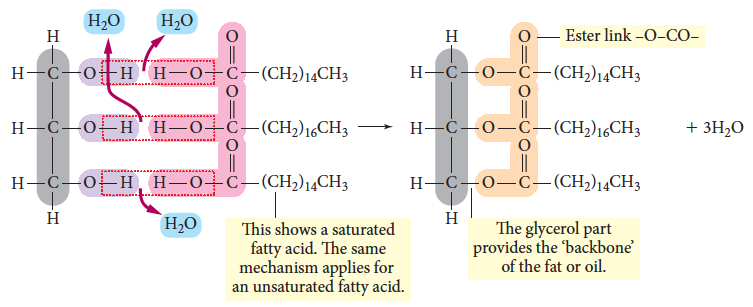 H₂O H₂O
H O H O Ester link –O–CO–
H–C–O–H H–O–C–(CH₂)₁₄CH₃ H–C–O–C–(CH₂)₁₄CH₃
O O
H–C–O–H H–O–C–(CH₂)₁₆CH₃ → H–C–O–C–(CH₂)₁₆CH₃ + 3H₂O
O O
H–C–O–H H–O–C–(CH₂)₁₄CH₃ H–C–O–C–(CH₂)₁₄CH₃
H H₂O H
This shows a saturated
fatty acid. The same
mechanism applies for
an unsaturated fatty acid.
The glycerol part
provides the ‘backbone’
of the fat or oil.